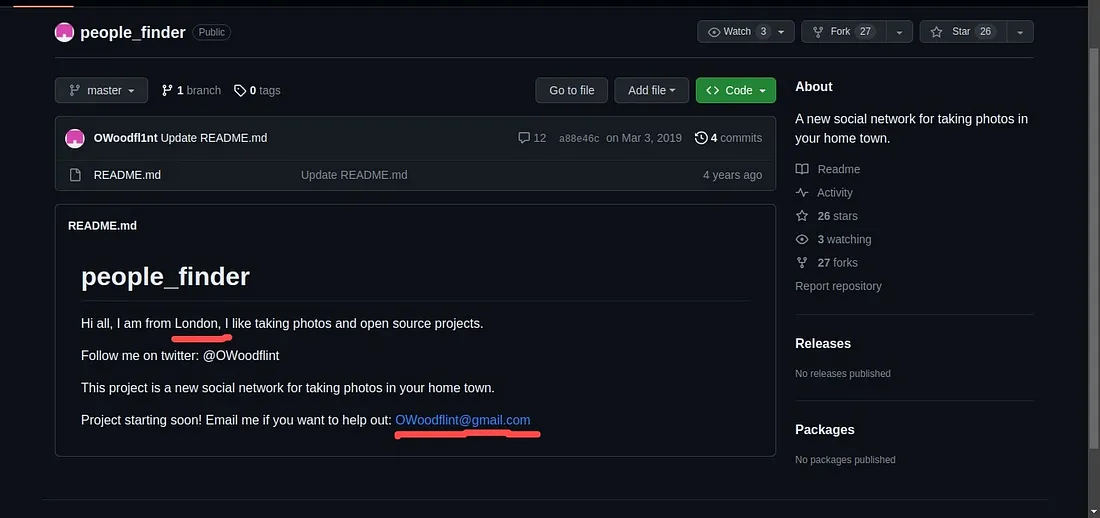 people_finder Public Watch 3 Fork 27 Star 26
master 1 branch 0 tags Go to file Add file Code
OWoodfl1nt Update README.md 12 a88e46c on Mar 3, 2019 4 commits
README.md Update README.md 4 years ago
README.md
people_finder
Hi all, I am from London, I like taking photos and open source projects.
Follow me on twitter: @OWoodflint
This project is a new social network for taking photos in your home town.
Project starting soon! Email me if you want to help out: OWoodflint@gmail.com
About
A new social network for taking photos in
your home town.
Readme
Activity
26 stars
3 watching
27 forks
Report repository
Releases
No releases published
Packages
No packages published